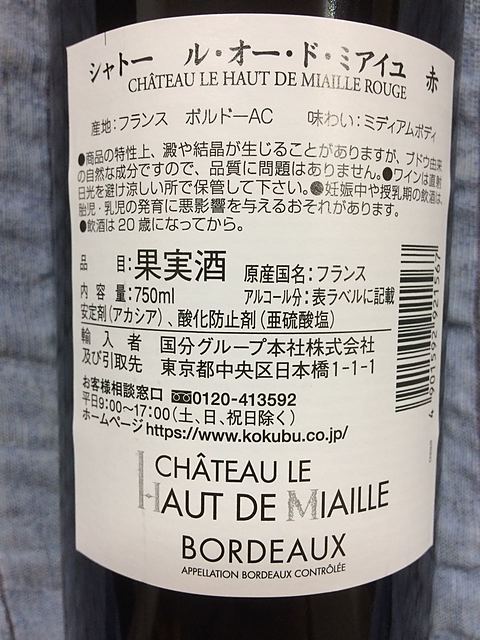 シャトー ル・オー・ド・ミアイユ 赤
CHÂTEAU LE HAUT DE MIAILLE ROUGE
産地:フランス ボルドーAC 味わい:ミディアムボディ
●商品の特性上、澱や結晶が生じることがありますが、ブドウ由来
の自然な成分ですので、品質に問題はありません。●ワインは直射
日光を避け涼しい所で保管して下さい。●妊娠中や授乳期の飲酒は、
胎児・乳児の発育に悪影響を与えるおそれがあります。
●飲酒は20歳になってから。
品 目:果実酒 原産国名:フランス
内 容 量:750ml アルコール分:表ラベルに記載
安定剤(アカシア)、酸化防止剤(亜硫酸塩)
輸入者 国分グループ本社株式会社
及び引取先 東京都中央区日本橋1-1-1
お客様相談窓口 0120-413592
平日9:00~17:00(土、日、祝日除く)
ホームページ https://www.kokubu.co.jp/
4 901592 921567
CHÂTEAU LE
HAUT DE MIAILLE
BORDEAUX
APPELLATION BORDEAUX CONTRÔLÉE